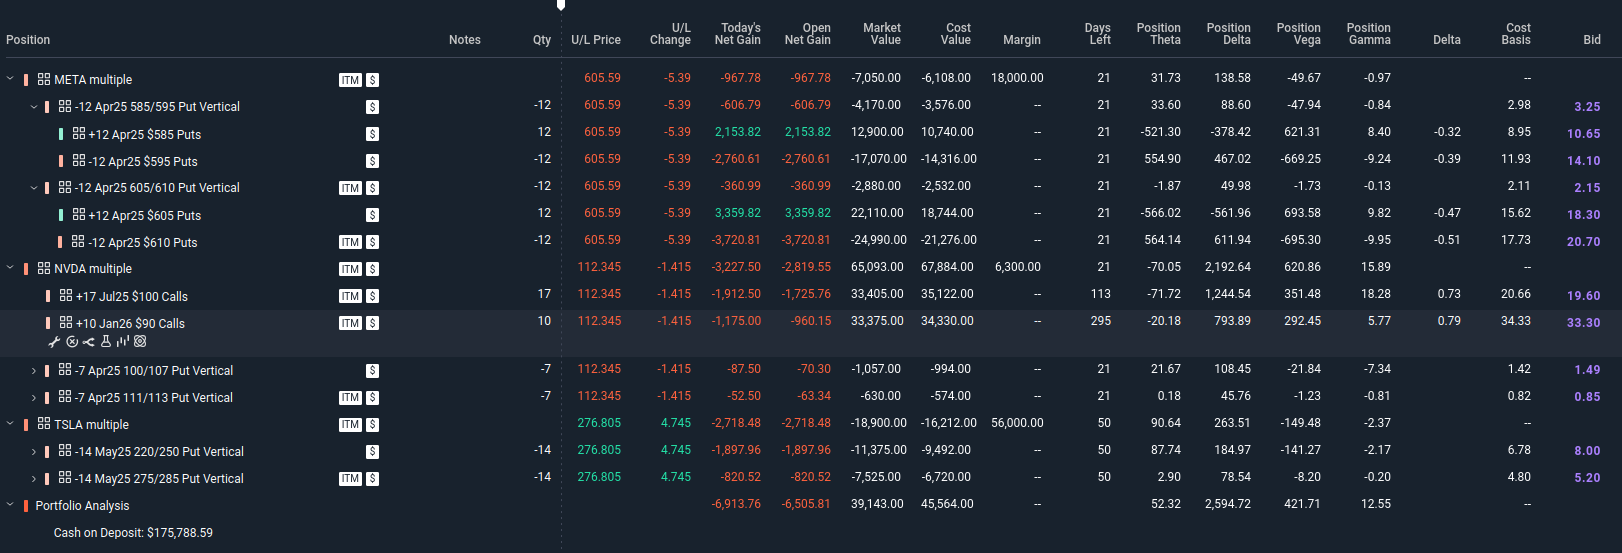 Position Notes Qty U/L Price U/L Change Today's Net Gain Open Net Gain Market Value Cost Value Margin Days Left Position Theta Position Delta Position Vega Position Gamma Delta Cost Basis Bid
META multiple ITM $ 605.59 -5.39 -967.78 -967.78 -7,050.00 -6,108.00 18,000.00 21 31.73 138.58 -49.67 -0.97 --
-12 Apr25 585/595 Put Vertical $ -12 605.59 -5.39 -606.79 -606.79 -4,170.00 -3,576.00 -- 21 33.60 88.60 -47.94 -0.84 2.98 3.25
+12 Apr25 $585 Puts $ 12 605.59 -5.39 2,153.82 2,153.82 12,900.00 10,740.00 -- 21 -521.30 -378.42 621.31 8.40 -0.32 8.95 10.65
-12 Apr25 $595 Puts $ -12 605.59 -5.39 -2,760.61 -2,760.61 -17,070.00 -14,316.00 -- 21 554.90 467.02 -669.25 -9.24 -0.39 11.93 14.10
-12 Apr25 605/610 Put Vertical ITM $ -12 605.59 -5.39 -360.99 -360.99 -2,880.00 -2,532.00 -- 21 -1.87 49.98 -1.73 -0.13 2.11 2.15
+12 Apr25 $605 Puts $ 12 605.59 -5.39 3,359.82 3,359.82 22,110.00 18,744.00 -- 21 -566.02 -561.96 693.58 9.82 -0.47 15.62 18.30
-12 Apr25 $610 Puts ITM $ -12 605.59 -5.39 -3,720.81 -3,720.81 -24,990.00 -21,276.00 -- 21 564.14 611.94 -695.30 -9.95 -0.51 17.73 20.70
NVDA multiple ITM $ 112.345 -1.415 -3,227.50 -2,819.55 65,093.00 67,884.00 6,300.00 21 -70.05 2,192.64 620.86 15.89 --
+17 Jul25 $100 Calls ITM $ 17 112.345 -1.415 -1,912.50 -1,725.76 33,405.00 35,122.00 -- 113 -71.72 1,244.54 351.48 18.28 0.73 20.66 19.60
+10 Jan26 $90 Calls ITM $ 10 112.345 -1.415 -1,175.00 -960.15 33,375.00 34,330.00 -- 295 -20.18 793.89 292.45 5.77 0.79 34.33 33.30
-7 Apr25 100/107 Put Vertical $ -7 112.345 -1.415 -87.50 -70.30 -1,057.00 -994.00 -- 21 21.67 108.45 -21.84 -7.34 1.42 1.49
-7 Apr25 111/113 Put Vertical ITM $ -7 112.345 -1.415 -52.50 -63.34 -630.00 -574.00 -- 21 0.18 45.76 -1.23 -0.81 0.82 0.85
TSLA multiple ITM $ 276.805 4.745 -2,718.48 -2,718.48 -18,900.00 -16,212.00 56,000.00 50 90.64 263.51 -149.48 -2.37 --
-14 May25 220/250 Put Vertical $ -14 276.805 4.745 -1,897.96 -1,897.96 -11,375.00 -9,492.00 -- 50 87.74 184.97 -141.27 -2.17 6.78 8.00
-14 May25 275/285 Put Vertical ITM $ -14 276.805 4.745 -820.52 -820.52 -7,525.00 -6,720.00 -- 50 2.90 78.54 -8.20 -0.20 4.80 5.20
Portfolio Analysis -6,913.76 -6,505.81 39,143.00 45,564.00 -- 52.32 2,594.72 421.71 12.55 --
Cash on Deposit: $175,788.59